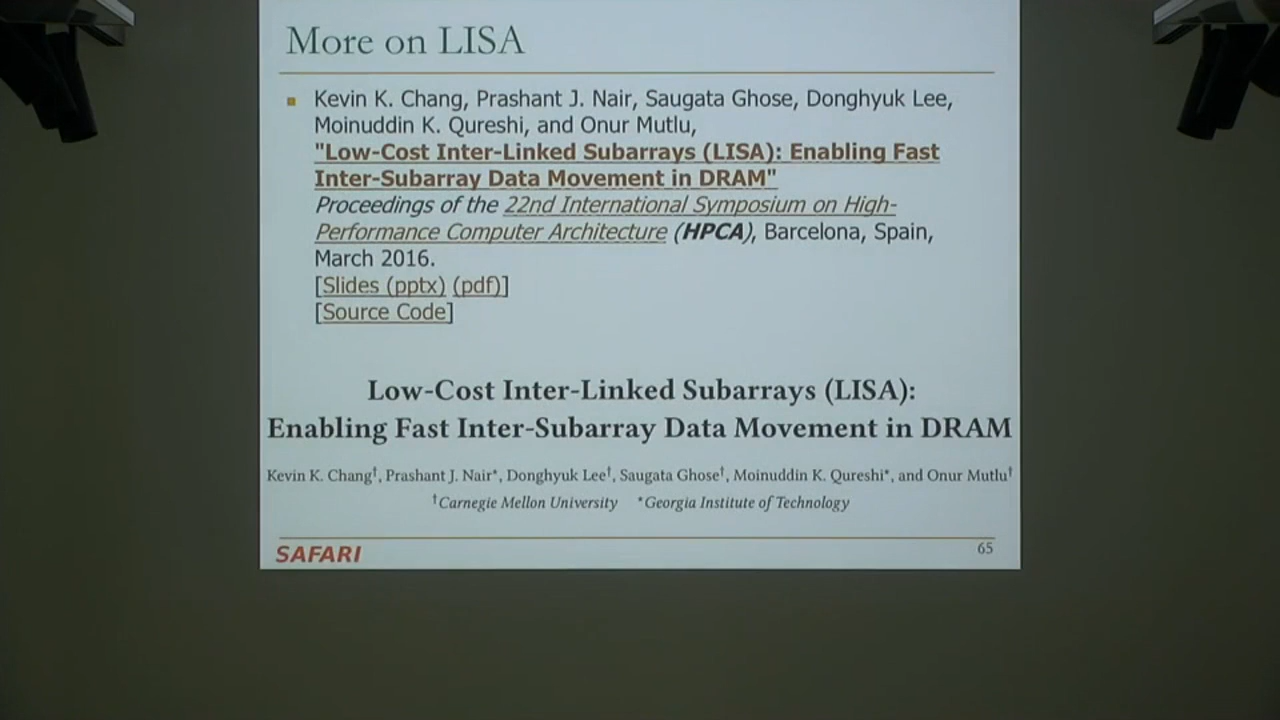 More on LISA
Kevin K. Chang, Prashant J. Nair, Saugata Ghose, Donghyuk Lee,
Moinuddin K. Qureshi, and Onur Mutlu,
"Low-Cost Inter-Linked Subarrays (LISA): Enabling Fast
Inter-Subarray Data Movement in DRAM"
Proceedings of the 22nd International Symposium on High-
Performance Computer Architecture (HPCA), Barcelona, Spain,
March 2016.
[Slides (pptx) (pdf)]
[Source Code]
Low-Cost Inter-Linked Subarrays (LISA):
Enabling Fast Inter-Subarray Data Movement in DRAM
Kevin K. Chang†, Prashant J. Nair*, Donghyuk Lee†, Saugata Ghose†, Moinuddin K. Qureshi*, and Onur Mutlu†
†Carnegie Mellon University *Georgia Institute of Technology
SAFARI
65